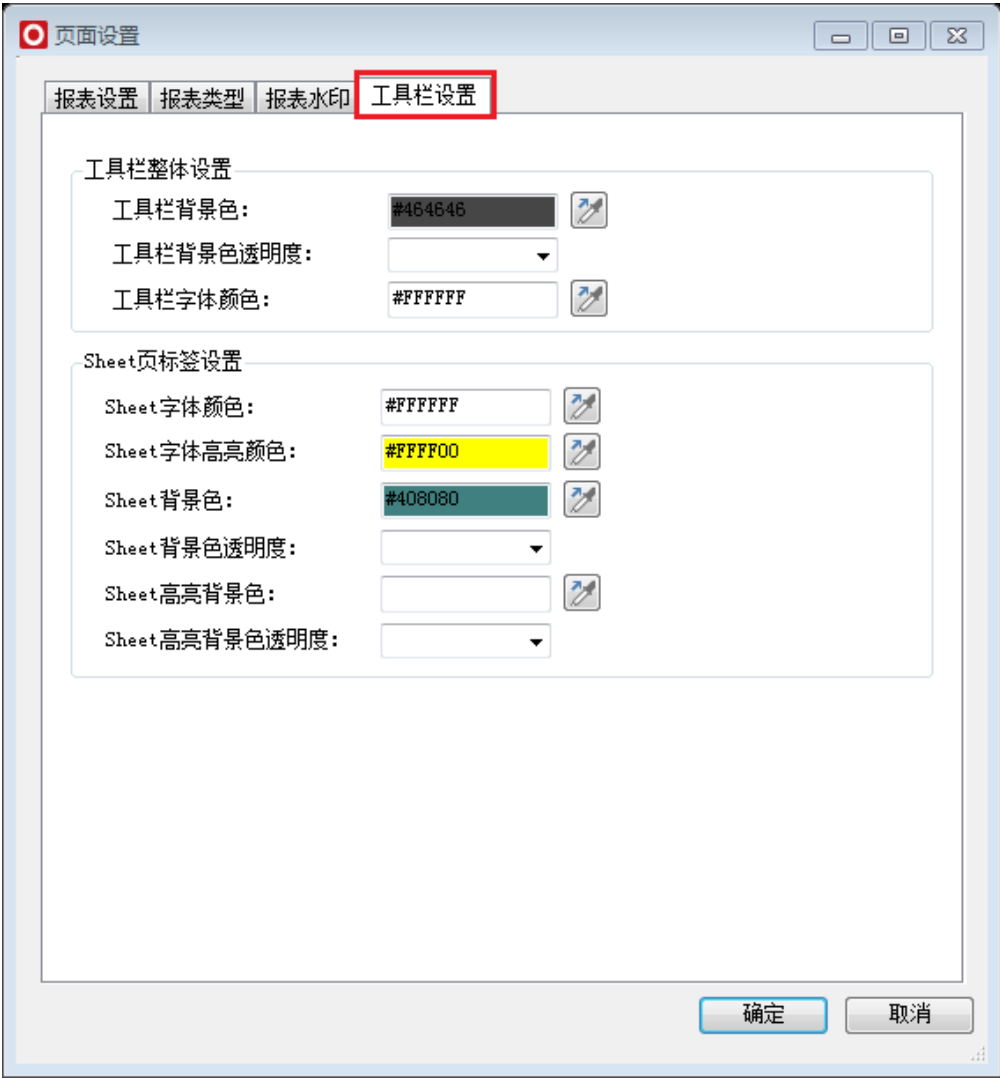 页面设置
报表设置 报表类型 报表水印 工具栏设置
工具栏整体设置
工具栏背景色: #464646
工具栏背景色透明度:
工具栏字体颜色: #FFFFFF
Sheet页标签设置
Sheet字体颜色: #FFFFFF
Sheet字体高亮颜色: #FFFF00
Sheet背景色: #408080
Sheet背景色透明度:
Sheet高亮背景色:
Sheet高亮背景色透明度:
确定 取消